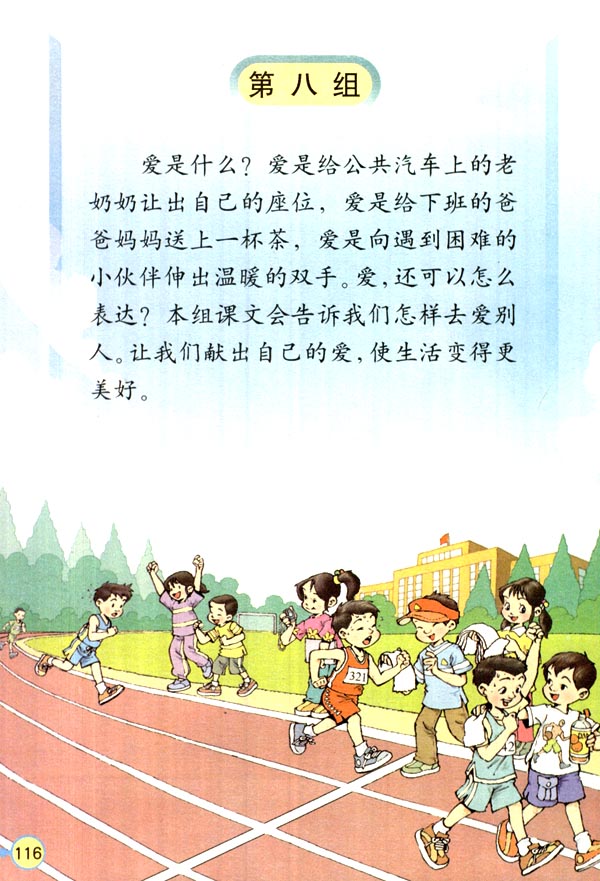 第八组
爱是什么？爱是给公共汽车上的老
奶奶让出自己的座位，爱是给下班的爸
爸妈妈送上一杯茶，爱是向遇到困难的
小伙伴伸出温暖的双手。爱，还可以怎么
表达？本组课文会告诉我们怎样去爱别
人。让我们献出自己的爱，使生活变得更
美好。
321
2
116